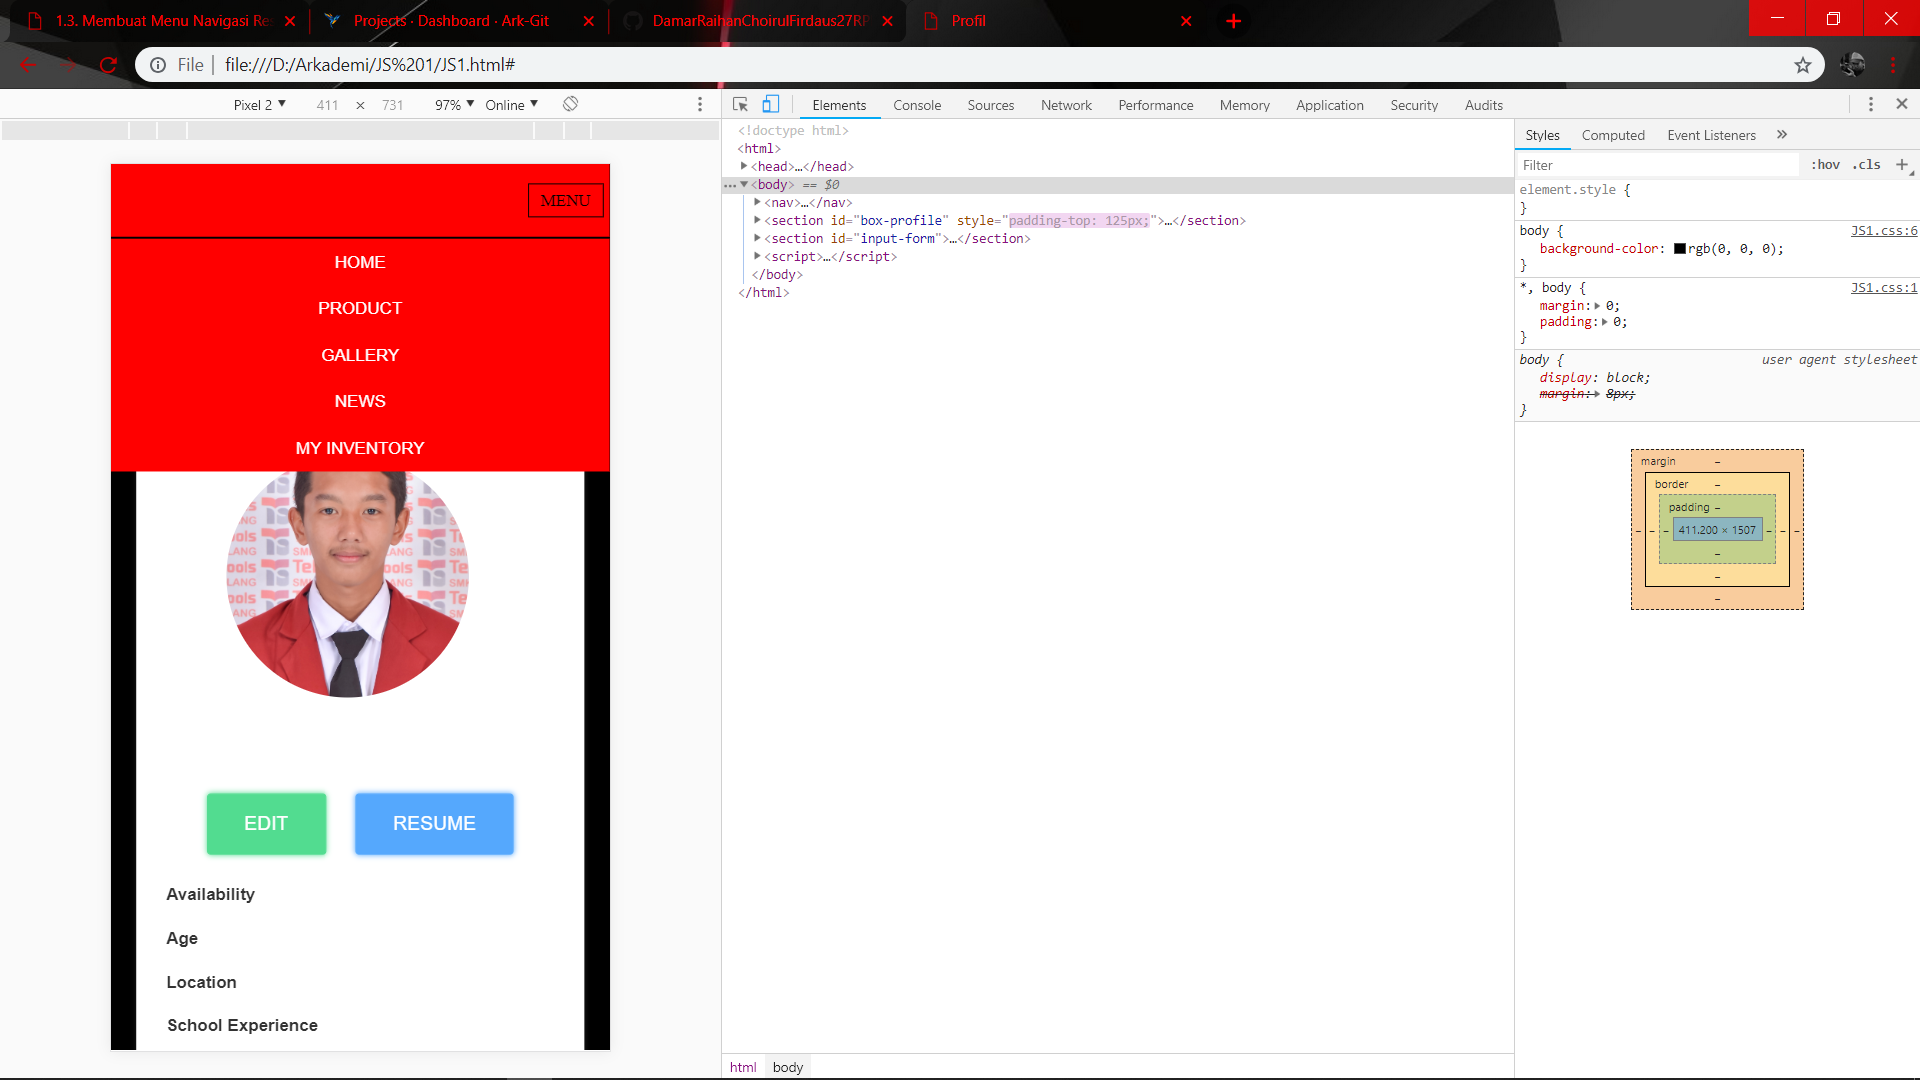 1.3. Membuat Menu Navigasi Re
Projects · Dashboard · Ark-Git
DamarRaihanChoirulFirdaus27RP
Profil
File
file:///D:/Arkademi/JS%201/JS1.html#
Pixel 2 ▼ 411 × 731 97% ▼ Online ▼
Elements Console Sources Network Performance Memory Application Security Audits
MENU
HOME
PRODUCT
GALLERY
NEWS
MY INVENTORY
EDIT
RESUME
Availability
Age
Location
School Experience
<!doctype html>
<html>
<head>…</head>
<body> == $0
<nav>…</nav>
<section id="box-profile" style="padding-top: 125px;">…</section>
<section id="input-form">…</section>
<script>…</script>
</body>
</html>
html body
Styles Computed Event Listeners »
Filter :hov .cls +
element.style {
}
body { JS1.css:6
background-color: rgb(0, 0, 0);
}
*, body { JS1.css:1
margin: 0;
padding: 0;
}
body { user agent stylesheet
display: block;
margin: 8px;
}
margin –
border –
padding –
411.200 × 1507